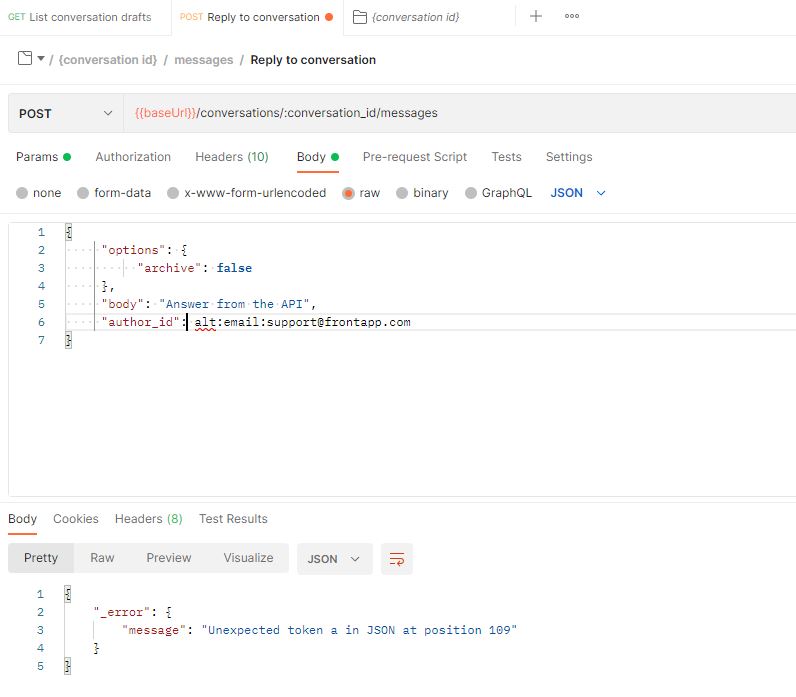 GET List conversation drafts POST Reply to conversation {conversation id}
/ {conversation id} / messages / Reply to conversation
POST {{baseUrl}}/conversations/:conversation_id/messages
Params Authorization Headers (10) Body Pre-request Script Tests Settings
none form-data x-www-form-urlencoded raw binary GraphQL JSON
1 {
2 "options": {
3 "archive": false
4 },
5 "body": "Answer from the API",
6 "author_id": alt:email:support@frontapp.com
7 }
Body Cookies Headers (8) Test Results
Pretty Raw Preview Visualize JSON
1 {
2 "_error": {
3 "message": "Unexpected token a in JSON at position 109"
4 }
5 }